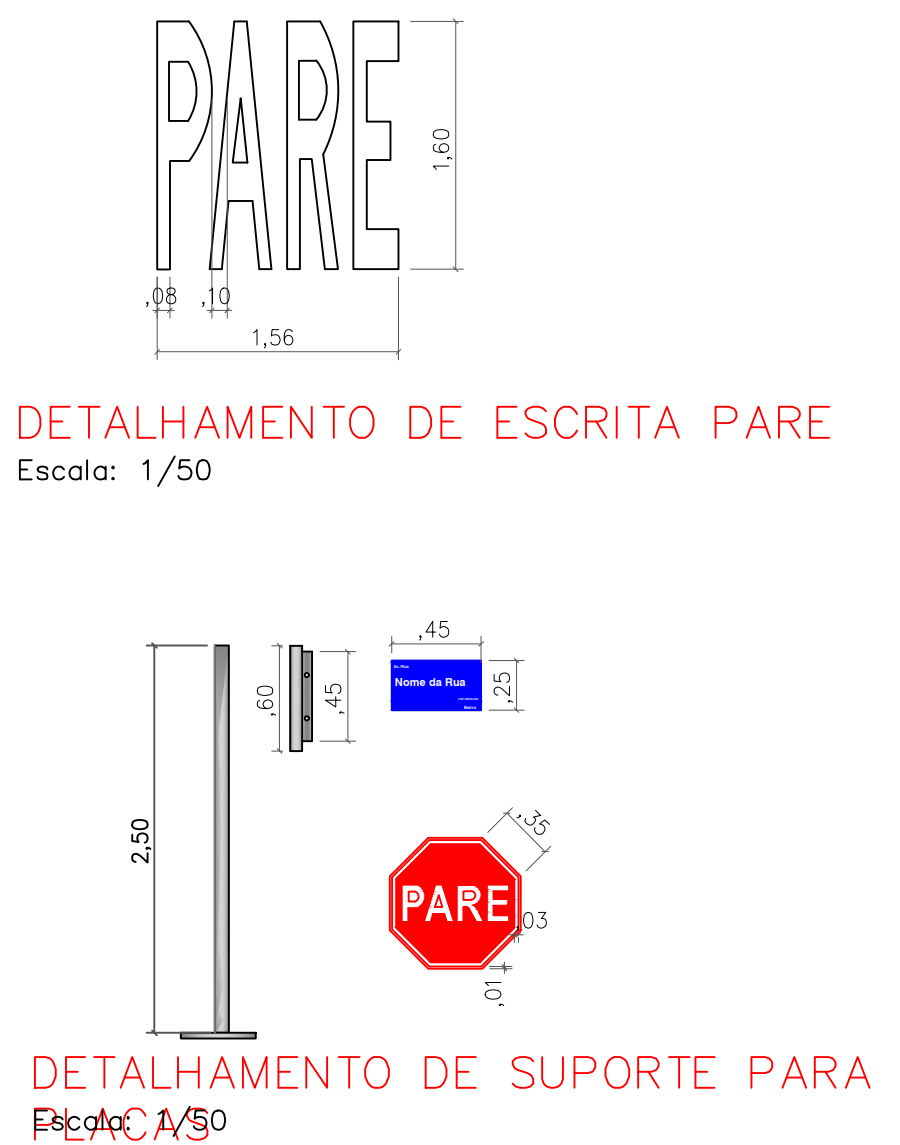 PARE
1,60
,08
,10
1,56
DETALHAMENTO DE ESCRITA PARE
Escala: 1/50
,45
Av./Rua
Nome da Rua
Bairro
,25
,60
,45
2,50
,35
PARE
,03
,01
DETALHAMENTO DE SUPORTE PARA
PLACAS
Escala: 1/50